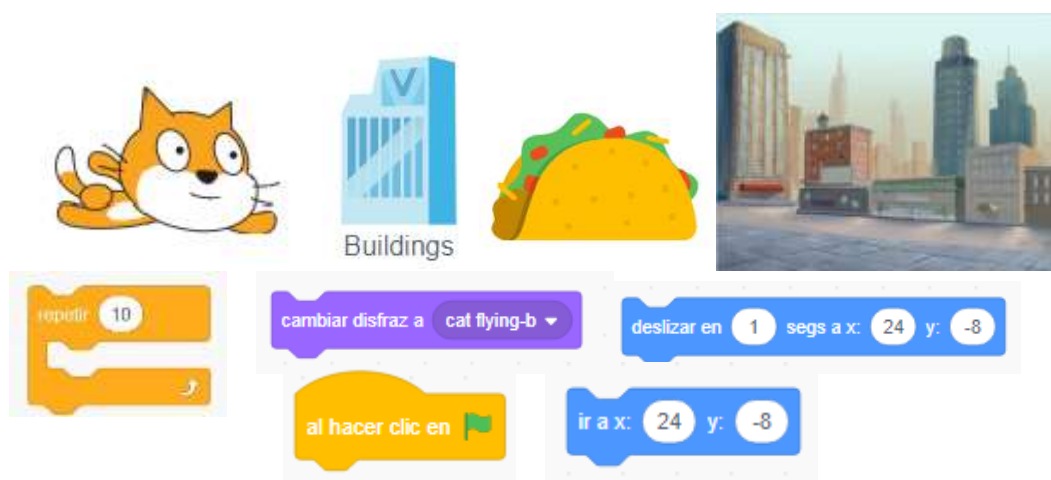 Buildings
repetir 10
cambiar disfraz a cat flying-b
deslizar en 1 segs a x: 24 y: -8
al hacer clic en
ir a x: 24 y: -8